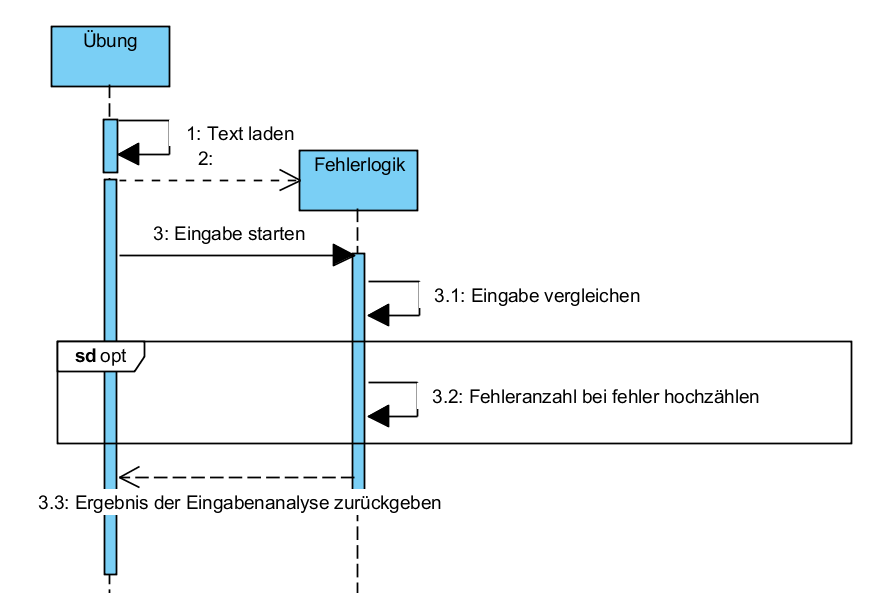 Übung
1: Text laden
2:
Fehlerlogik
3: Eingabe starten
3.1: Eingabe vergleichen
sd opt
3.2: Fehleranzahl bei fehler hochzählen
3.3: Ergebnis der Eingabenanalyse zurückgeben